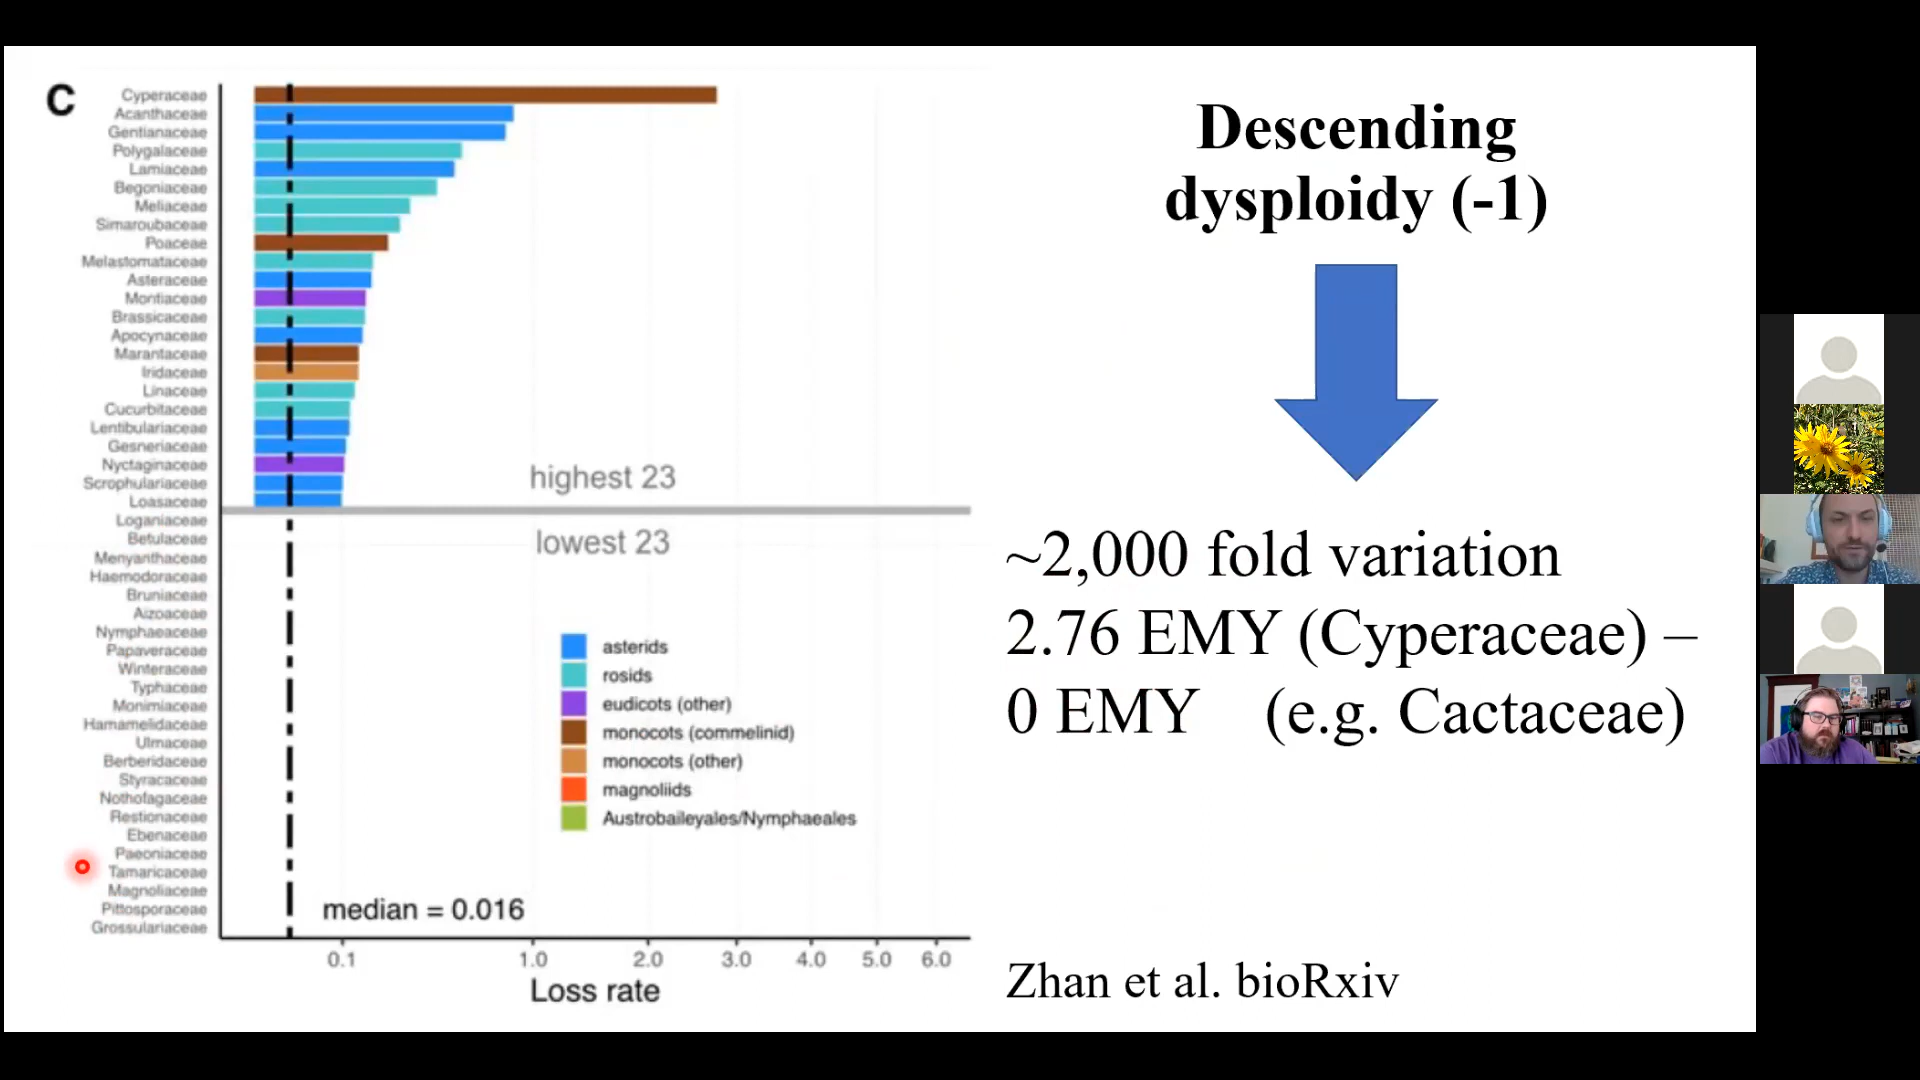 C
Cyperaceae
Acanthaceae
Gentianaceae
Polygalaceae
Lamiaceae
Begoniaceae
Meliaceae
Simaroubaceae
Poaceae
Melastomataceae
Asteraceae
Montiaceae
Brassicaceae
Apocynaceae
Marantaceae
Iridaceae
Linaceae
Cucurbitaceae
Lentibulariaceae
Gesneriaceae
Nyctaginaceae
Scrophulariaceae
Loasaceae
Loganiaceae
Betulaceae
Menyanthaceae
Haemodoraceae
Bruniaceae
Aizoaceae
Nymphaeaceae
Papaveraceae
Winteraceae
Typhaceae
Monimiaceae
Hamamelidaceae
Ulmaceae
Berberidaceae
Styracaceae
Nothofagaceae
Restionaceae
Ebenaceae
Paeoniaceae
Tamaricaceae
Magnoliaceae
Pittosporaceae
Grossulariaceae
highest 23
lowest 23
asterids
rosids
eudicots (other)
monocots (commelinid)
monocots (other)
magnoliids
Austrobaileyales/Nymphaeales
median = 0.016
0.1 1.0 2.0 3.0 4.0 5.0 6.0
Loss rate
Descending
dysploidy (-1)
~2,000 fold variation
2.76 EMY (Cyperaceae) –
0 EMY (e.g. Cactaceae)
Zhan et al. bioRxiv